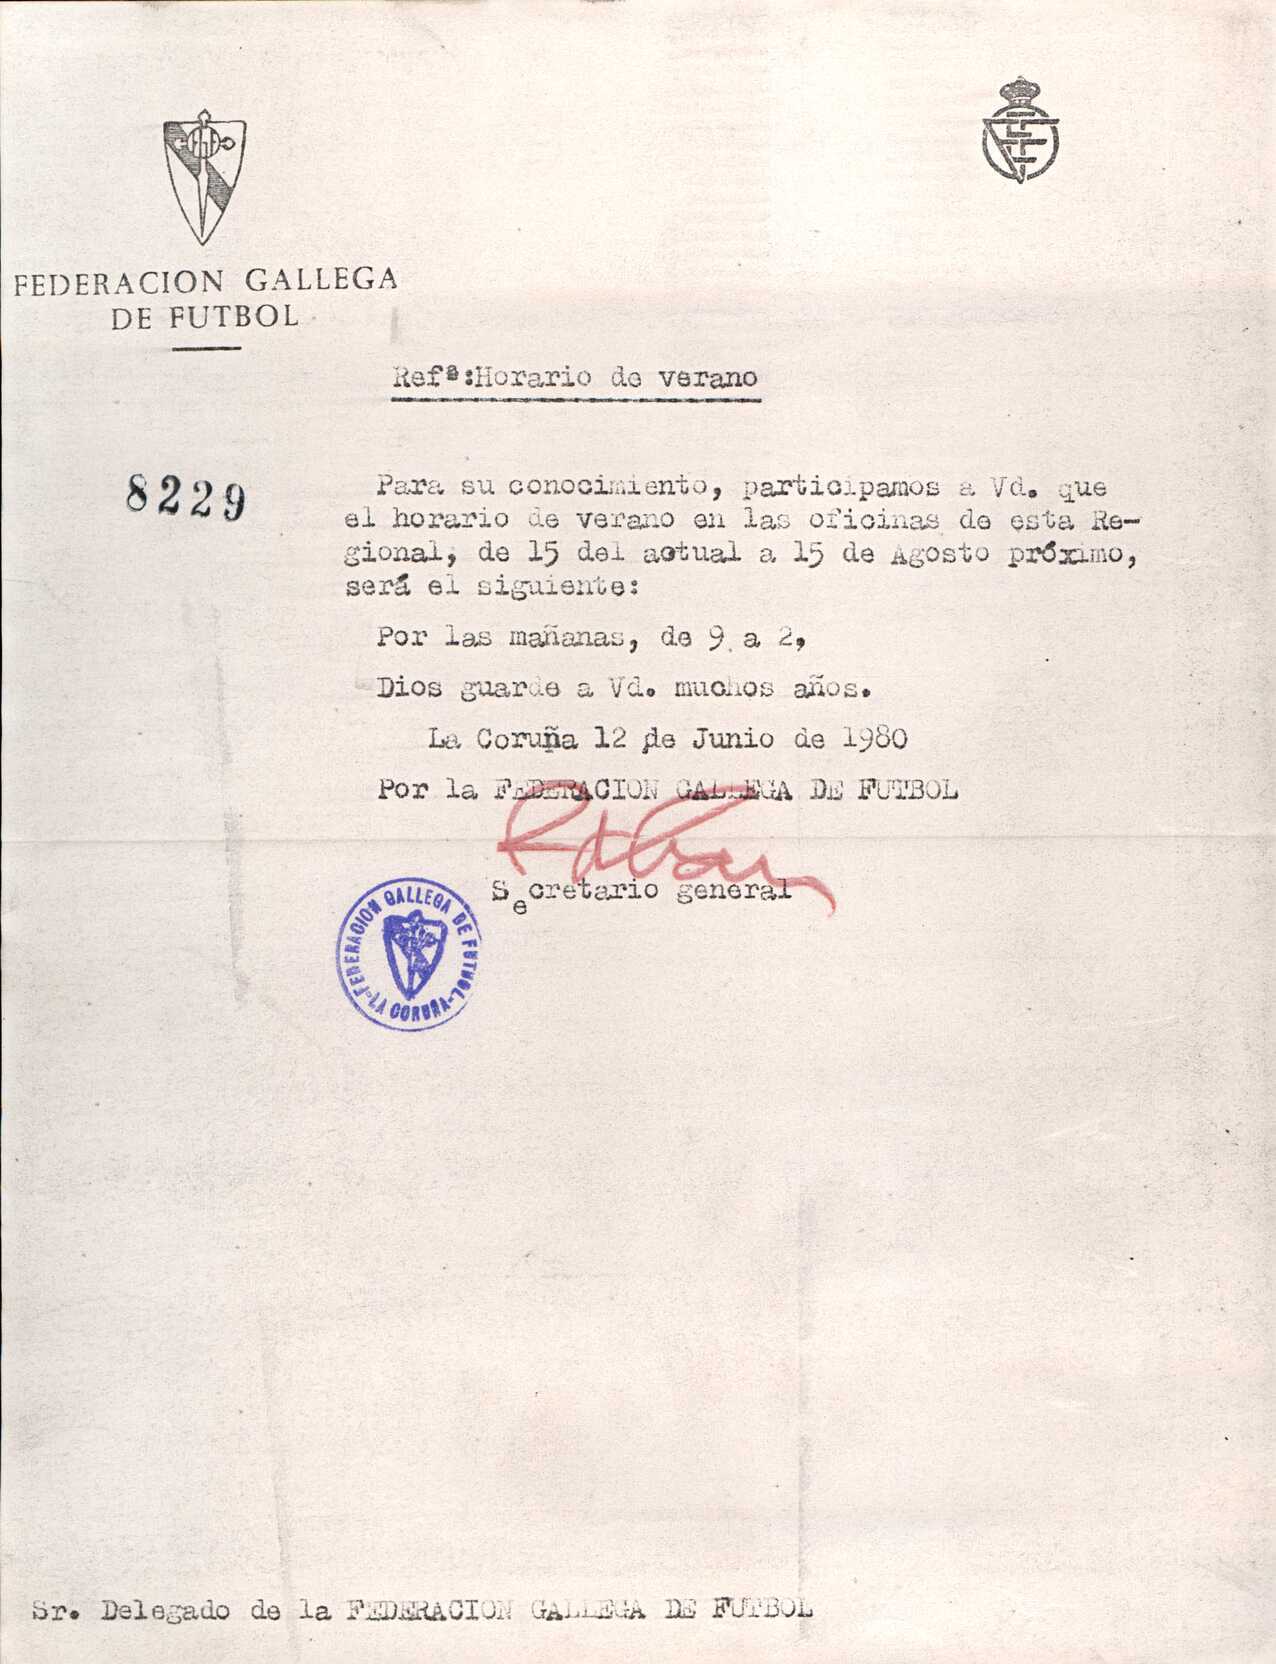 FEDERACION GALLEGA
DE FUTBOL
Refª:Horario de verano
8229
Para su conocimiento, participamos a Vd. que
el horario de verano en las oficinas de esta Re-
gional, de 15 del actual a 15 de Agosto próximo,
será el siguiente:
Por las mañanas, de 9 a 2,
Dios guarde a Vd. muchos años.
La Coruña 12 de Junio de 1980
Por la FEDERACION GALLEGA DE FUTBOL
Secretario general
FEDERACION GALLEGA DE FUTBOL
LA CORUÑA
Sr. Delegado de la FEDERACION GALLEGA DE FUTBOL